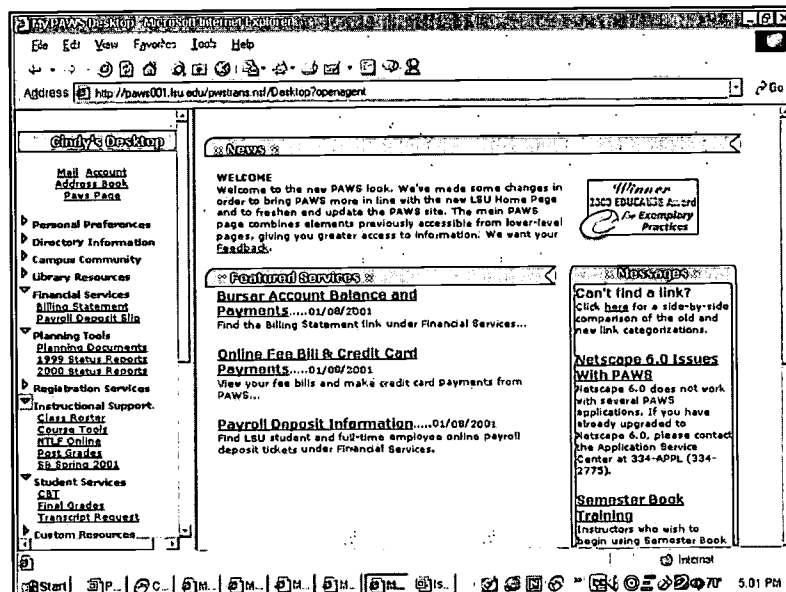 MyPAWS Desktop - Microsoft Internet Explorer
File Edit View Favorites Tools Help
Address http://paws001.lsu.edu/pwstrans.nsf/Desktop?openagent Go
Cindy's Desktop
Mail Account
Address Book
Paws Page
Personal Preferences
Directory Information
Campus Community
Library Resources
Financial Services
Billing Statement
Payroll Deposit Slip
Planning Tools
Planning Documents
1999 Status Reports
2000 Status Reports
Registration Services
Instructional Support.
Class Roster
Course Tools
NTLF Online
Post Grades
SB Spring 2001
Student Services
CBT
Final Grades
Transcript Request
Custom Resources
:: News ::
WELCOME
Welcome to the new PAWS look. We've made some changes in
order to bring PAWS more in line with the new LSU Home Page
and to freshen and update the PAWS site. The main PAWS
page combines elements previously accessible from lower-level
pages, giving you greater access to information. We want your
Feedback.
Winner
EDUCAUSE Award
for Exemplary
Practices
:: Featured Services ::
Bursar Account Balance and
Payments.....01/08/2001
Find the Billing Statement link under Financial Services...
Online Fee Bill & Credit Card
Payments.....01/08/2001
View your fee bills and make credit card payments from
PAWS...
Payroll Deposit Information.....01/08/2001
Find LSU student and full-time employee online payroll
deposit tickets under Financial Services.
:: Messages ::
Can't find a link?
Click here for a side-by-side
comparison of the old and
new link categorizations.
Netscape 6.0 Issues
With PAWS
Netscape 6.0 does not work
with several PAWS
applications. If you have
already upgraded to
Netscape 6.0, please contact
the Application Service
Center at 334-APPL (334-
2775).
Semester Book
Training
Instructors who wish to
begin using Semester Book
Internet
Start P... C... M... M... M... M... M... Is... 70° 5:01 PM